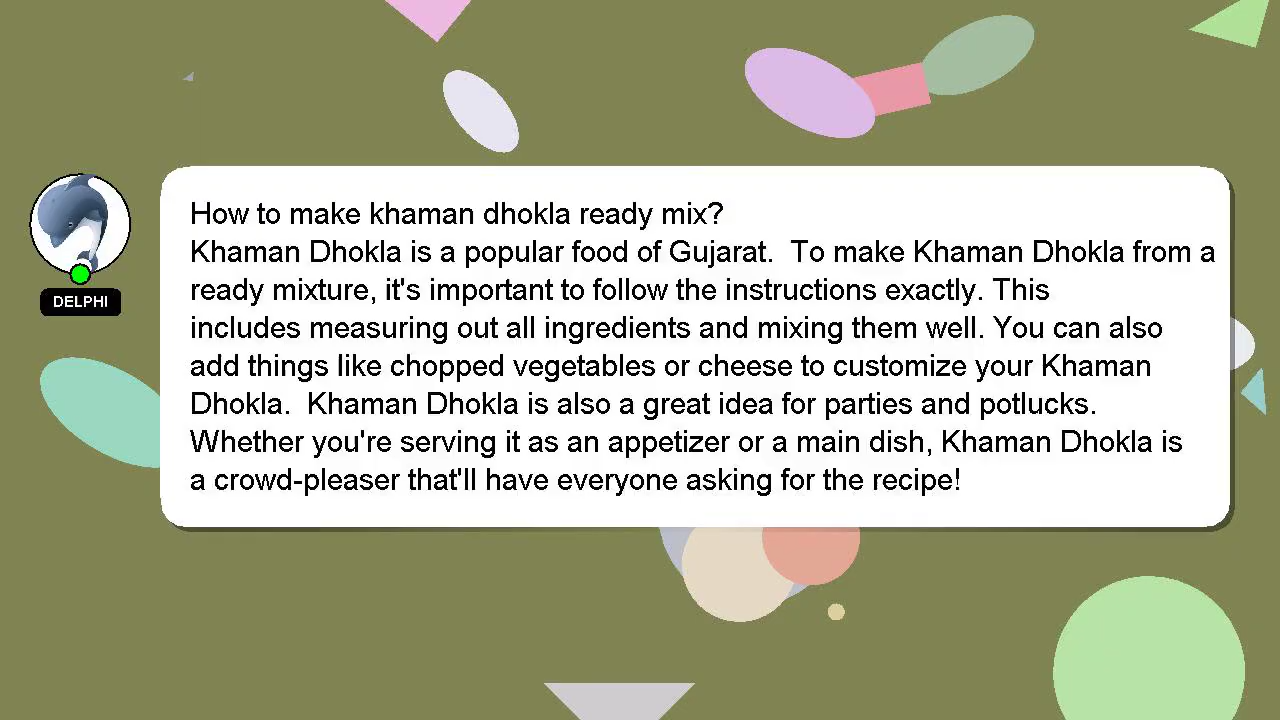 How to make khaman dhokla ready mix?
Khaman Dhokla is a popular food of Gujarat.  To make Khaman Dhokla from a
ready mixture, it's important to follow the instructions exactly. This
includes measuring out all ingredients and mixing them well. You can also
add things like chopped vegetables or cheese to customize your Khaman
Dhokla.  Khaman Dhokla is also a great idea for parties and potlucks.
Whether you're serving it as an appetizer or a main dish, Khaman Dhokla is
a crowd-pleaser that'll have everyone asking for the recipe!
DELPHI